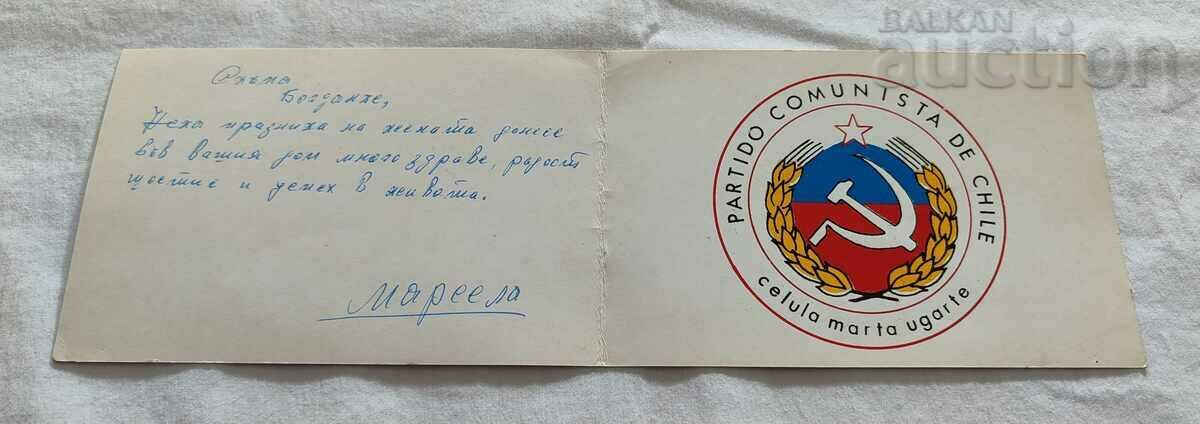 Скъпа
Богданке,
Нека празника на жената донесе
във вашия дом много здраве, радост
щастие и успех в живота.
Марсела
PARTIDO COMUNISTA DE CHILE
celula marta ugarte
BALKAN
auction